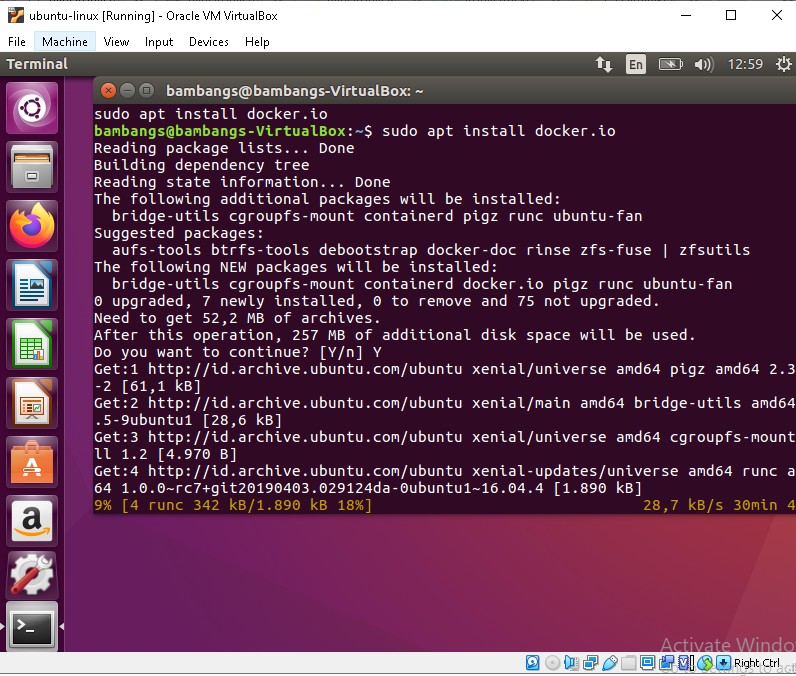 ubuntu-linux [Running] - Oracle VM VirtualBox
File Machine View Input Devices Help
Terminal En 12:59
bambangs@bambangs-VirtualBox: ~
sudo apt install docker.io
bambangs@bambangs-VirtualBox:~$ sudo apt install docker.io
Reading package lists... Done
Building dependency tree
Reading state information... Done
The following additional packages will be installed:
bridge-utils cgroupfs-mount containerd pigz runc ubuntu-fan
Suggested packages:
aufs-tools btrfs-tools debootstrap docker-doc rinse zfs-fuse | zfsutils
The following NEW packages will be installed:
bridge-utils cgroupfs-mount containerd docker.io pigz runc ubuntu-fan
0 upgraded, 7 newly installed, 0 to remove and 75 not upgraded.
Need to get 52,2 MB of archives.
After this operation, 257 MB of additional disk space will be used.
Do you want to continue? [Y/n] Y
Get:1 http://id.archive.ubuntu.com/ubuntu xenial/universe amd64 pigz amd64 2.3
-2 [61,1 kB]
Get:2 http://id.archive.ubuntu.com/ubuntu xenial/main amd64 bridge-utils amd64
.5-9ubuntu1 [28,6 kB]
Get:3 http://id.archive.ubuntu.com/ubuntu xenial/universe amd64 cgroupfs-mount
ll 1.2 [4.970 B]
Get:4 http://id.archive.ubuntu.com/ubuntu xenial-updates/universe amd64 runc a
64 1.0.0~rc7+git20190403.029124da-0ubuntu1~16.04.4 [1.890 kB]
9% [4 runc 342 kB/1.890 kB 18%] 28,7 kB/s 30min 4
Activate Windo
Right Ctrl